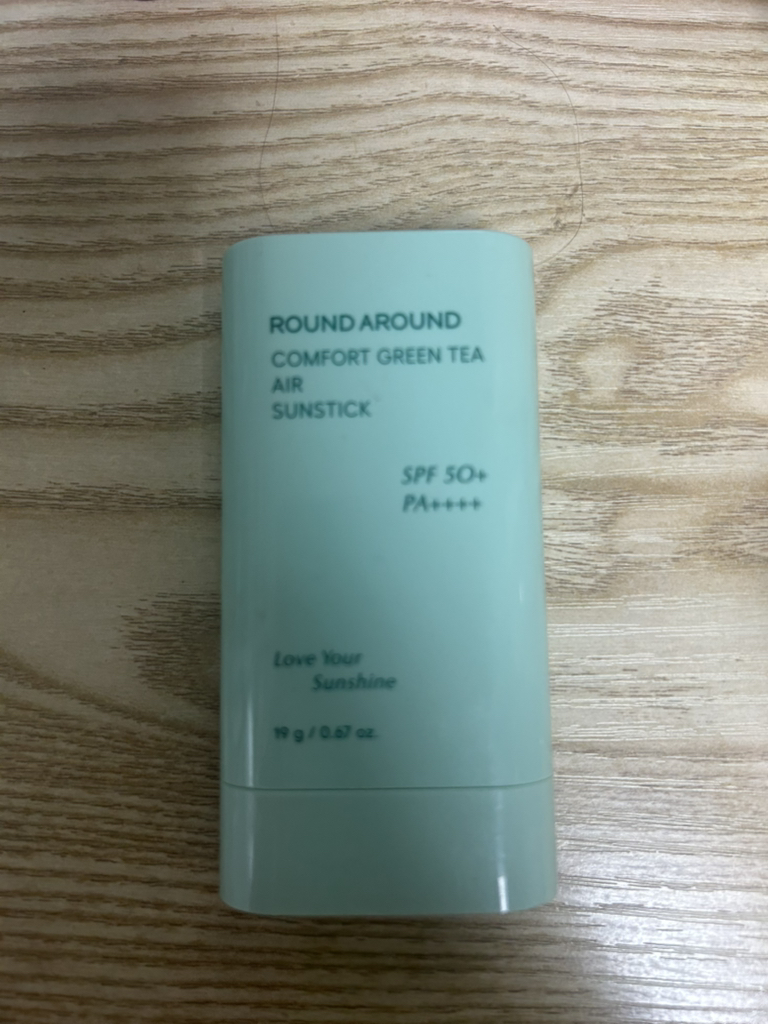 ROUND AROUND
COMFORT GREEN TEA
AIR
SUNSTICK
SPF 50+
PA++++
Love Your
Sunshine
19 g / 0.67 oz.